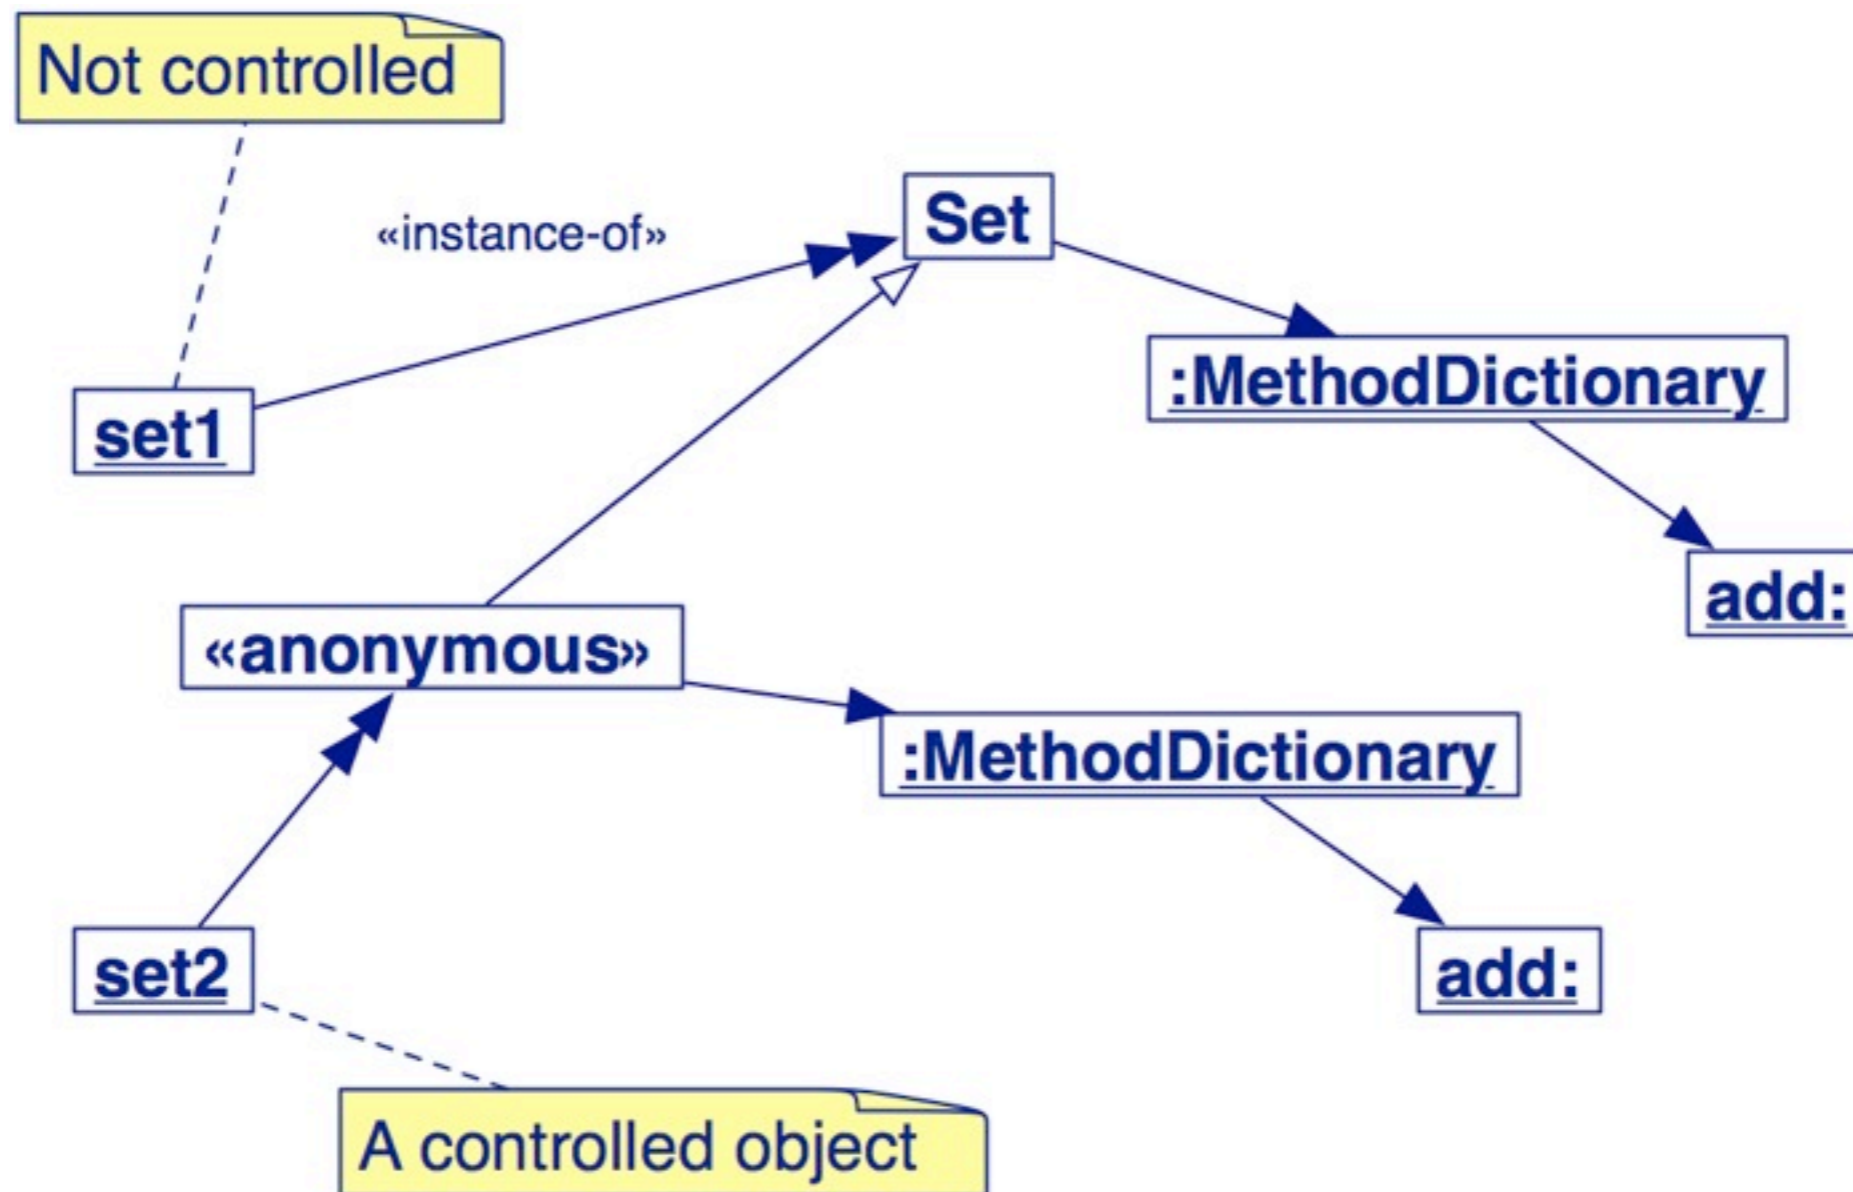 Not controlled
Set
«instance-of»
:MethodDictionary
set1
add:
«anonymous»
:MethodDictionary
set2
add:
A controlled object